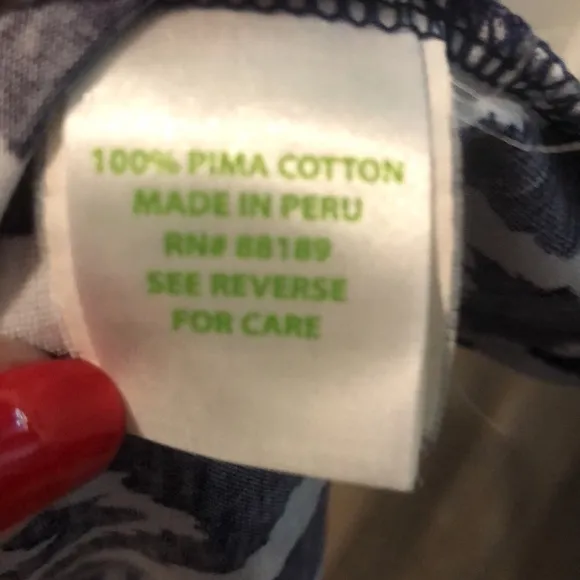 100% PIMA COTTON
MADE IN PERU
RN# 88189
SEE REVERSE
FOR CARE